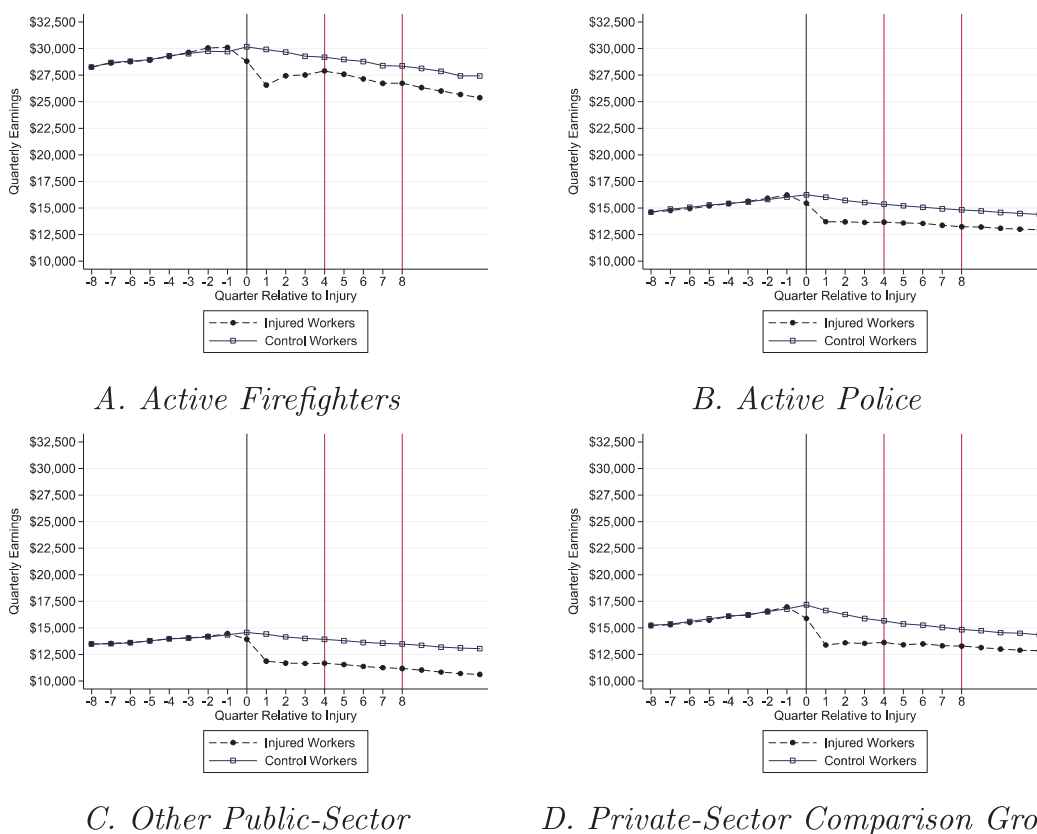 $32,500
$30,000
$27,500
$25,000
$22,500
$20,000
$17,500
$15,000
$12,500
$10,000
Quarterly Earnings
-8 -7 -6 -5 -4 -3 -2 -1 0 1 2 3 4 5 6 7 8
Quarter Relative to Injury
Injured Workers
Control Workers
A. Active Firefighters
$32,500
$30,000
$27,500
$25,000
$22,500
$20,000
$17,500
$15,000
$12,500
$10,000
Quarterly Earnings
-8 -7 -6 -5 -4 -3 -2 -1 0 1 2 3 4 5 6 7 8
Quarter Relative to Injury
Injured Workers
Control Workers
B. Active Police
$32,500
$30,000
$27,500
$25,000
$22,500
$20,000
$17,500
$15,000
$12,500
$10,000
Quarterly Earnings
-8 -7 -6 -5 -4 -3 -2 -1 0 1 2 3 4 5 6 7 8
Quarter Relative to Injury
Injured Workers
Control Workers
C. Other Public-Sector
$32,500
$30,000
$27,500
$25,000
$22,500
$20,000
$17,500
$15,000
$12,500
$10,000
Quarterly Earnings
-8 -7 -6 -5 -4 -3 -2 -1 0 1 2 3 4 5 6 7 8
Quarter Relative to Injury
Injured Workers
Control Workers
D. Private-Sector Comparison Gro